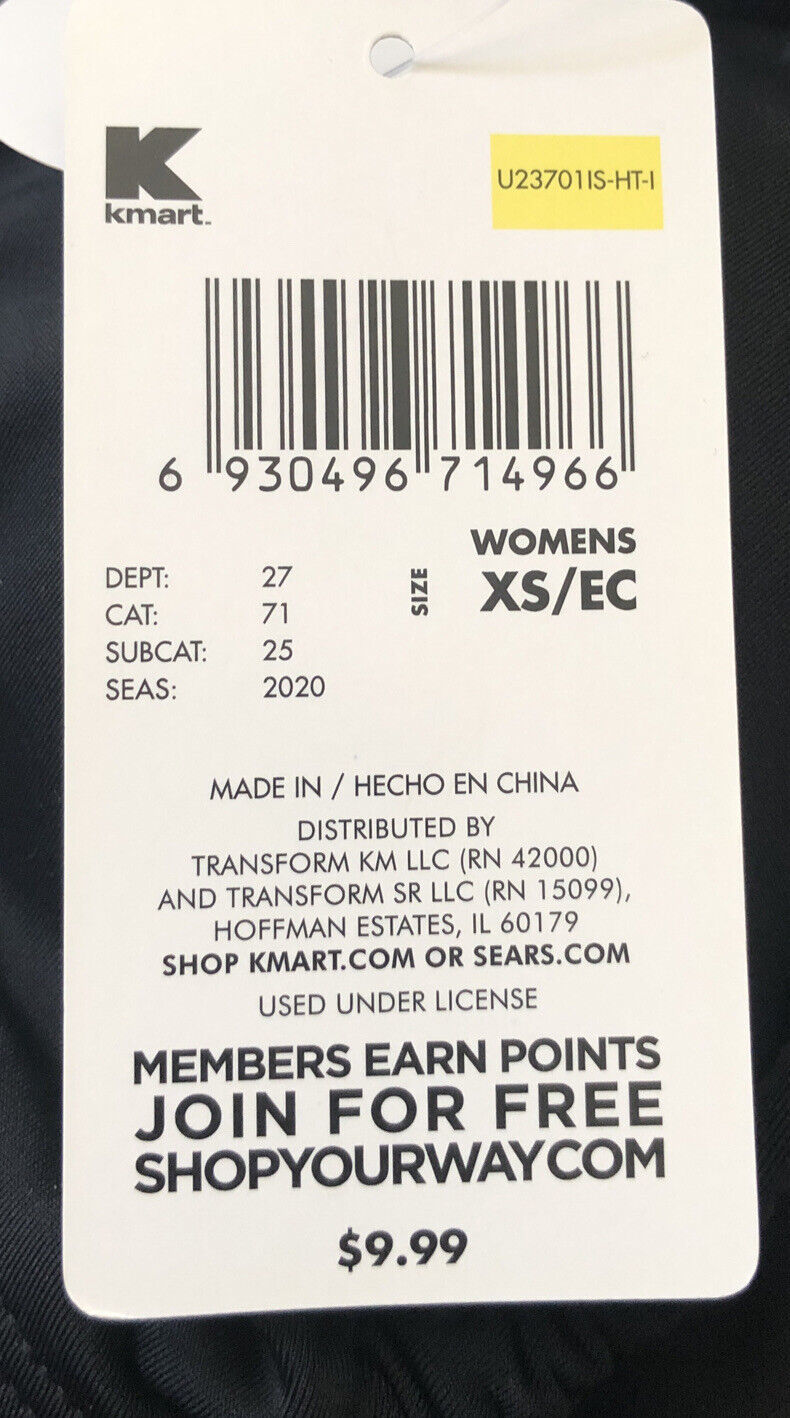 K
kmart.
U23701IS-HT-I
6 930496 714966
WOMENS
SIZE XS/EC
DEPT: 27
CAT: 71
SUBCAT: 25
SEAS: 2020
MADE IN / HECHO EN CHINA
DISTRIBUTED BY
TRANSFORM KM LLC (RN 42000)
AND TRANSFORM SR LLC (RN 15099),
HOFFMAN ESTATES, IL 60179
SHOP KMART.COM OR SEARS.COM
USED UNDER LICENSE
MEMBERS EARN POINTS
JOIN FOR FREE
SHOPYOURWAY.COM
$9.99